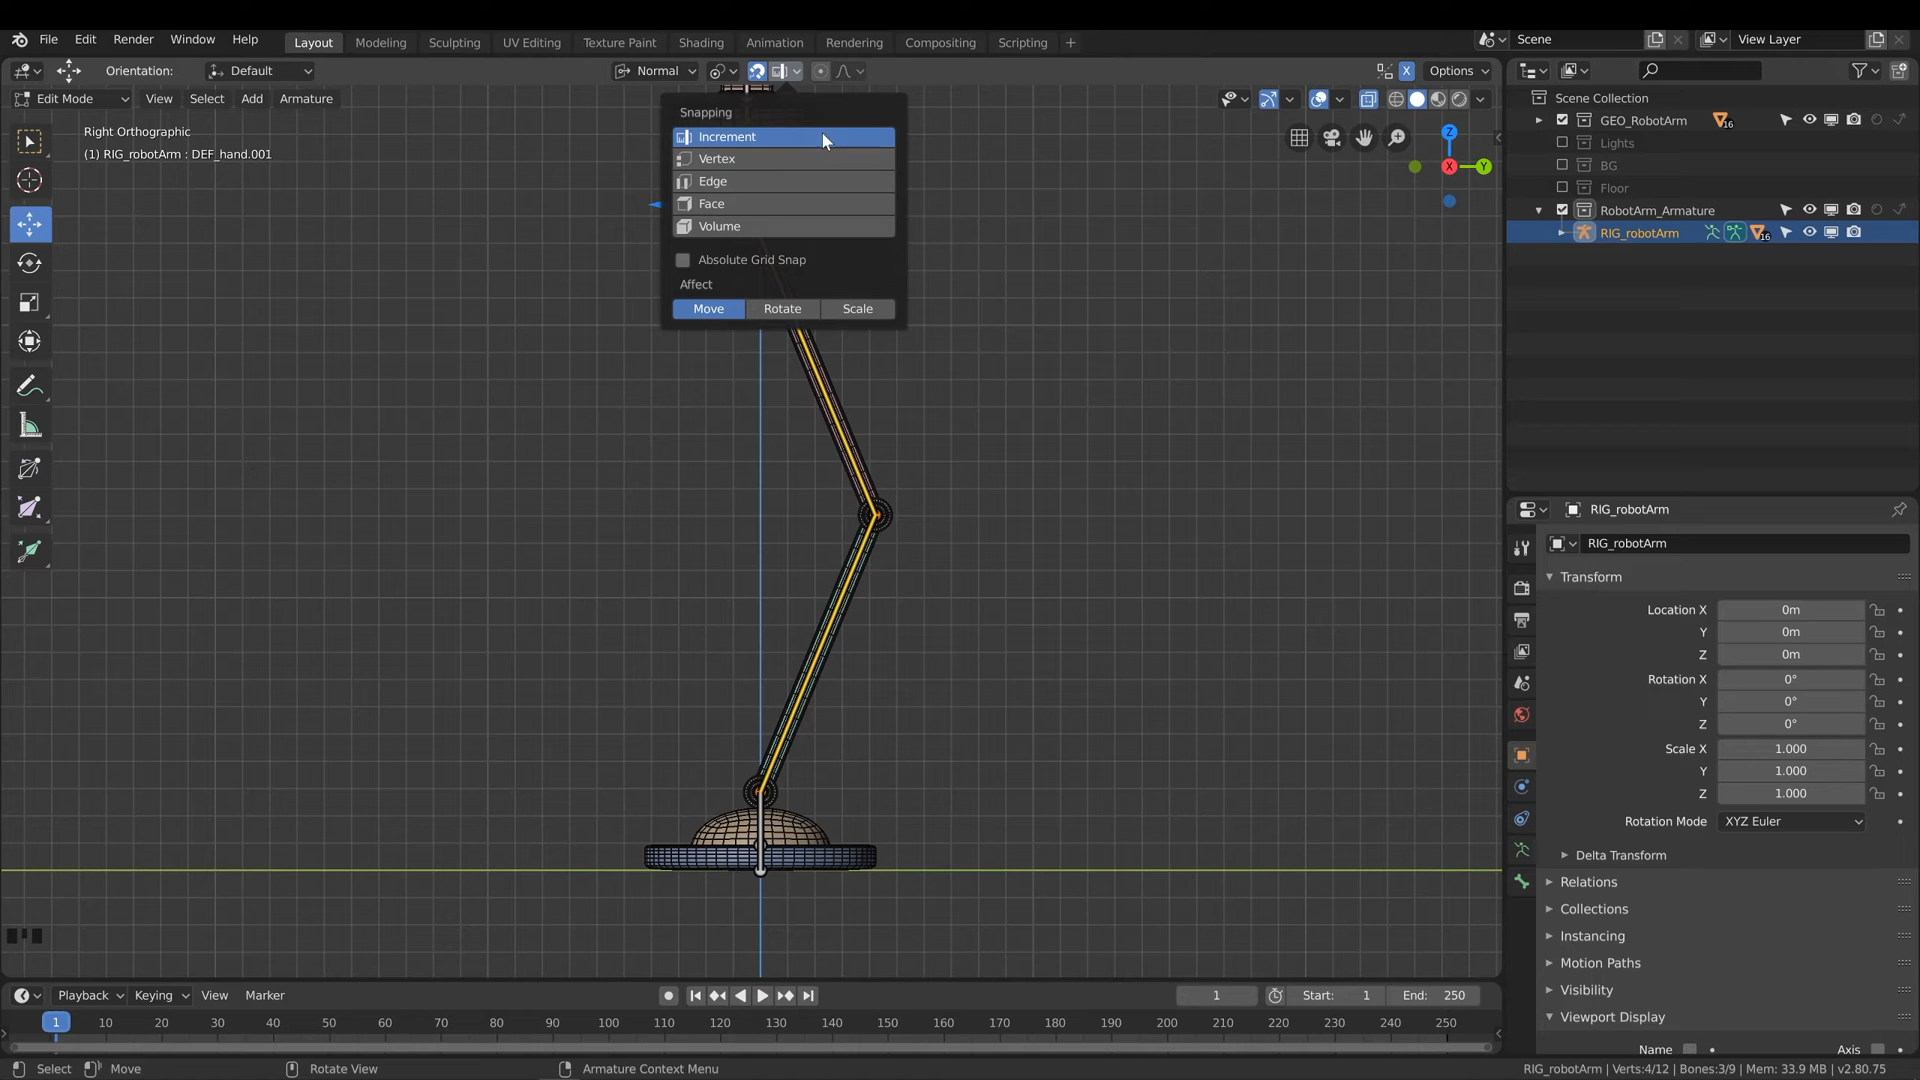 File Edit Render Window Help Layout Modeling Sculpting UV Editing Texture Paint Shading Animation Rendering Compositing Scripting + Scene View Layer
Orientation: Default Normal X Options
Edit Mode View Select Add Armature
Right Orthographic
(1) RIG_robotArm : DEF_hand.001
Snapping
Increment
Vertex
Edge
Face
Volume
Absolute Grid Snap
Affect
Move Rotate Scale
Z
X Y
Scene Collection
GEO_RobotArm 16
Lights
BG
Floor
RobotArm_Armature
RIG_robotArm 16
RIG_robotArm
RIG_robotArm
Transform
Location X 0m
Y 0m
Z 0m
Rotation X 0°
Y 0°
Z 0°
Scale X 1.000
Y 1.000
Z 1.000
Rotation Mode XYZ Euler
Delta Transform
Relations
Collections
Instancing
Motion Paths
Visibility
Viewport Display
Name Axis
Playback Keying View Marker 1 Start: 1 End: 250
1 10 20 30 40 50 60 70 80 90 100 110 120 130 140 150 160 170 180 190 200 210 220 230 240 250
Select Move Rotate View Armature Context Menu RIG_robotArm | Verts:4/12 | Bones:3/9 | Mem: 33.9 MB | v2.80.75